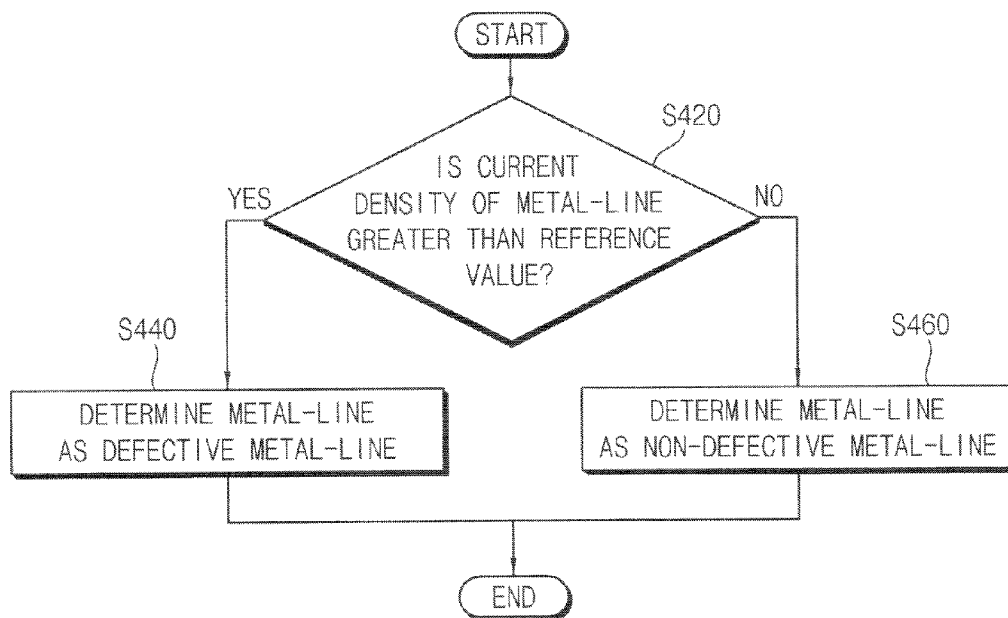 START
S420
IS CURRENT
DENSITY OF METAL-LINE
GREATER THAN REFERENCE
VALUE?
YES
NO
S440
DETERMINE METAL-LINE
AS DEFECTIVE METAL-LINE
S460
DETERMINE METAL-LINE
AS NON-DEFECTIVE METAL-LINE
END